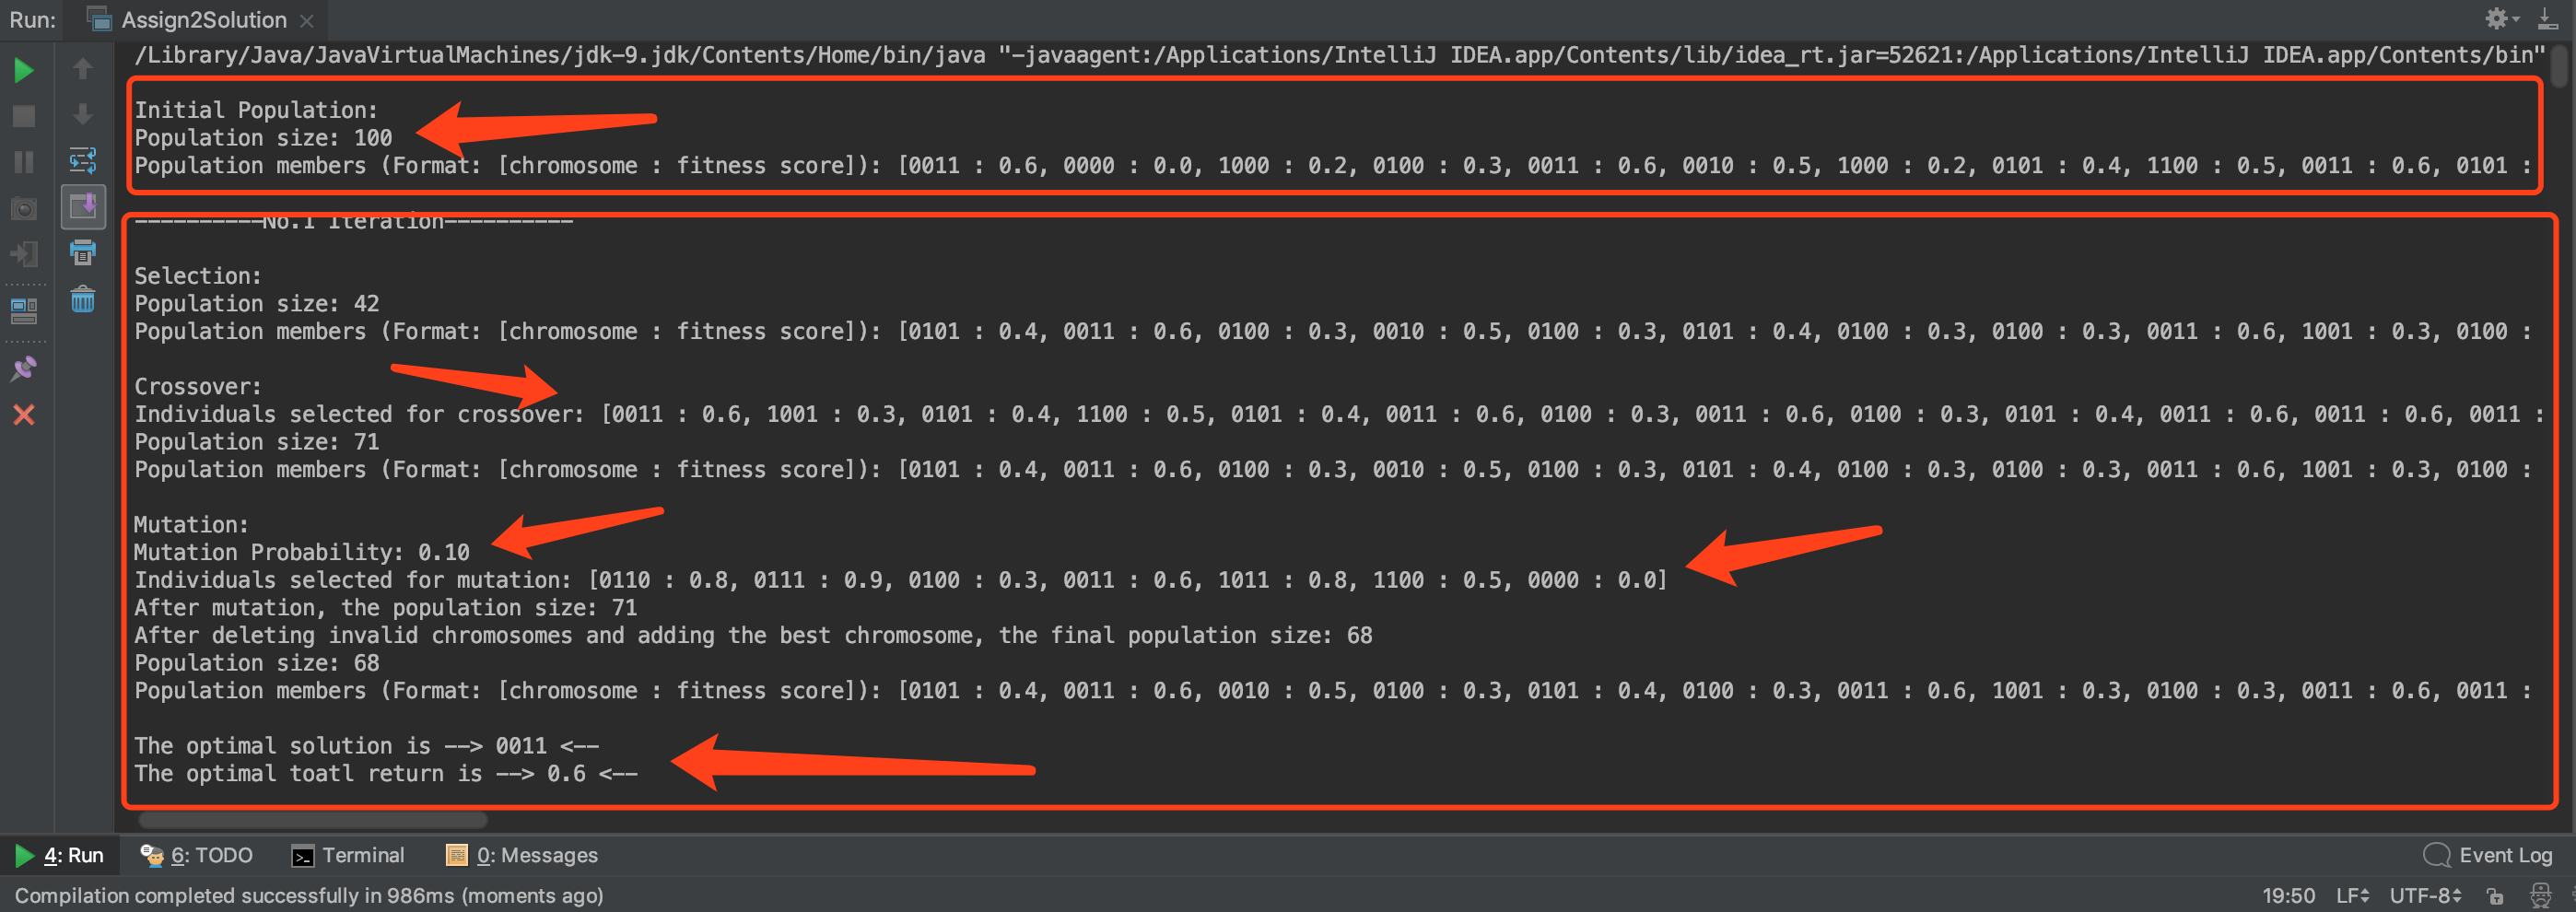 Run: Assign2Solution
/Library/Java/JavaVirtualMachines/jdk-9.jdk/Contents/Home/bin/java "-javaagent:/Applications/IntelliJ IDEA.app/Contents/lib/idea_rt.jar=52621:/Applications/IntelliJ IDEA.app/Contents/bin"
Initial Population:
Population size: 100
Population members (Format: [chromosome : fitness score]): [0011 : 0.6, 0000 : 0.0, 1000 : 0.2, 0100 : 0.3, 0011 : 0.6, 0010 : 0.5, 1000 : 0.2, 0101 : 0.4, 1100 : 0.5, 0011 : 0.6, 0101 :
----------No.1 Iteration----------
Selection:
Population size: 42
Population members (Format: [chromosome : fitness score]): [0101 : 0.4, 0011 : 0.6, 0100 : 0.3, 0010 : 0.5, 0100 : 0.3, 0101 : 0.4, 0100 : 0.3, 0100 : 0.3, 0011 : 0.6, 1001 : 0.3, 0100 :
Crossover:
Individuals selected for crossover: [0011 : 0.6, 1001 : 0.3, 0101 : 0.4, 1100 : 0.5, 0101 : 0.4, 0011 : 0.6, 0100 : 0.3, 0011 : 0.6, 0100 : 0.3, 0101 : 0.4, 0011 : 0.6, 0011 : 0.6, 0011 :
Population size: 71
Population members (Format: [chromosome : fitness score]): [0101 : 0.4, 0011 : 0.6, 0100 : 0.3, 0010 : 0.5, 0100 : 0.3, 0101 : 0.4, 0100 : 0.3, 0100 : 0.3, 0011 : 0.6, 1001 : 0.3, 0100 :
Mutation:
Mutation Probability: 0.10
Individuals selected for mutation: [0110 : 0.8, 0111 : 0.9, 0100 : 0.3, 0011 : 0.6, 1011 : 0.8, 1100 : 0.5, 0000 : 0.0]
After mutation, the population size: 71
After deleting invalid chromosomes and adding the best chromosome, the final population size: 68
Population size: 68
Population members (Format: [chromosome : fitness score]): [0101 : 0.4, 0011 : 0.6, 0010 : 0.5, 0100 : 0.3, 0101 : 0.4, 0100 : 0.3, 0011 : 0.6, 1001 : 0.3, 0100 : 0.3, 0011 : 0.6, 0011 :
The optimal solution is --> 0011 <--
The optimal toatl return is --> 0.6 <--
4: Run 6: TODO Terminal 0: Messages Event Log
Compilation completed successfully in 986ms (moments ago) 19:50 LF UTF-8